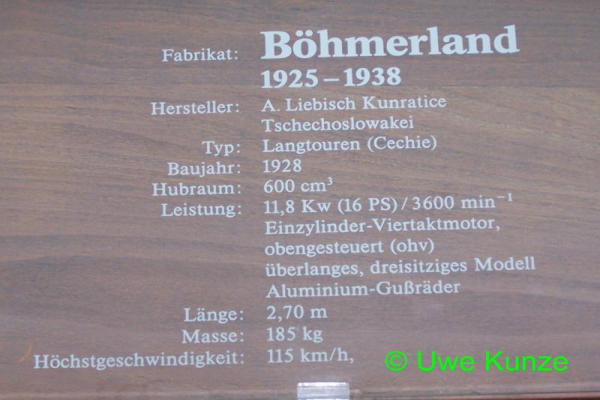 Fabrikat: Böhmerland
1925 – 1938
Hersteller: A. Liebisch Kunratice
Tschechoslowakei
Typ: Langtouren (Cechie)
Baujahr: 1928
Hubraum: 600 cm³
Leistung: 11,8 Kw (16 PS) / 3600 min⁻¹
Einzylinder-Viertaktmotor,
obengesteuert (ohv)
überlanges, dreisitziges Modell
Aluminium-Gußräder
Länge: 2,70 m
Masse: 185 kg
Höchstgeschwindigkeit: 115 km/h,
© Uwe Kunze